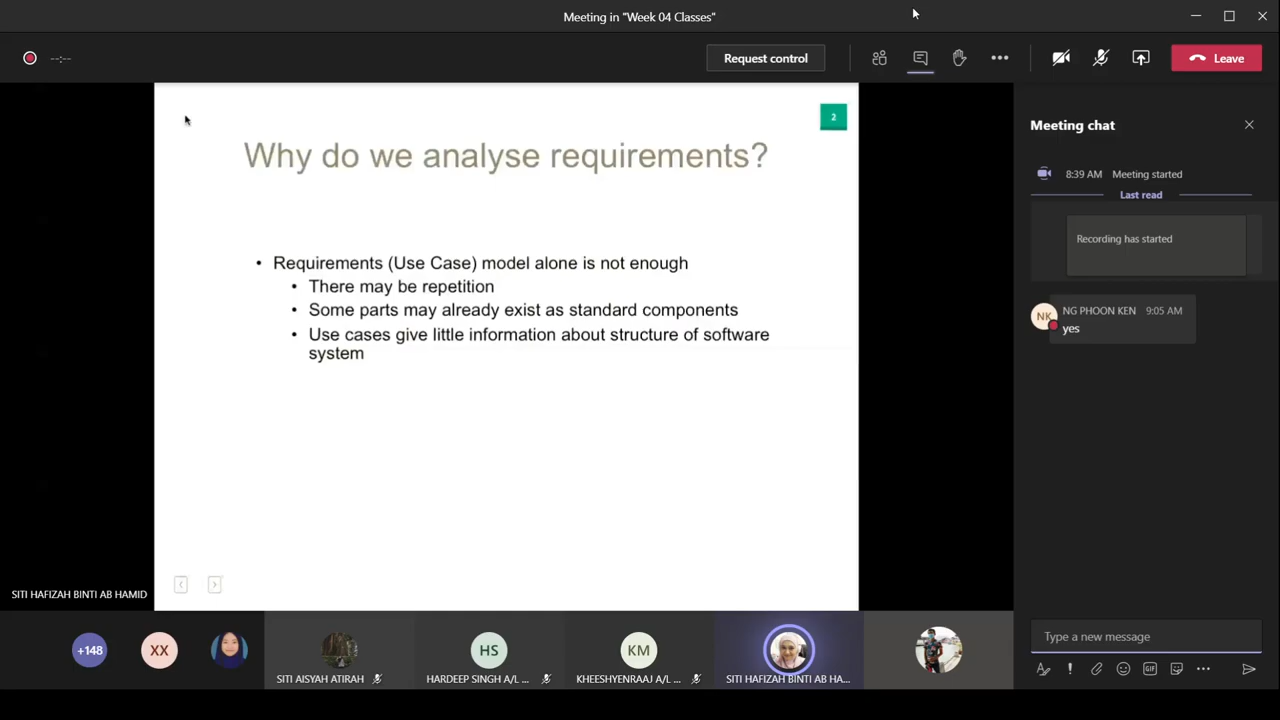 Meeting in "Week 04 Classes"
--:--
Request control
Leave
2
Why do we analyse requirements?
• Requirements (Use Case) model alone is not enough
• There may be repetition
• Some parts may already exist as standard components
• Use cases give little information about structure of software
system
SITI HAFIZAH BINTI AB HAMID
Meeting chat
8:39 AM Meeting started
Last read
Recording has started
NK
NG PHOON KEN 9:05 AM
yes
Type a new message
GIF
+148
XX
HS
KM
SITI AISYAH ATIRAH
HARDEEP SINGH A/L ...
KHEESHYENRAAJ A/L ...
SITI HAFIZAH BINTI AB HA...